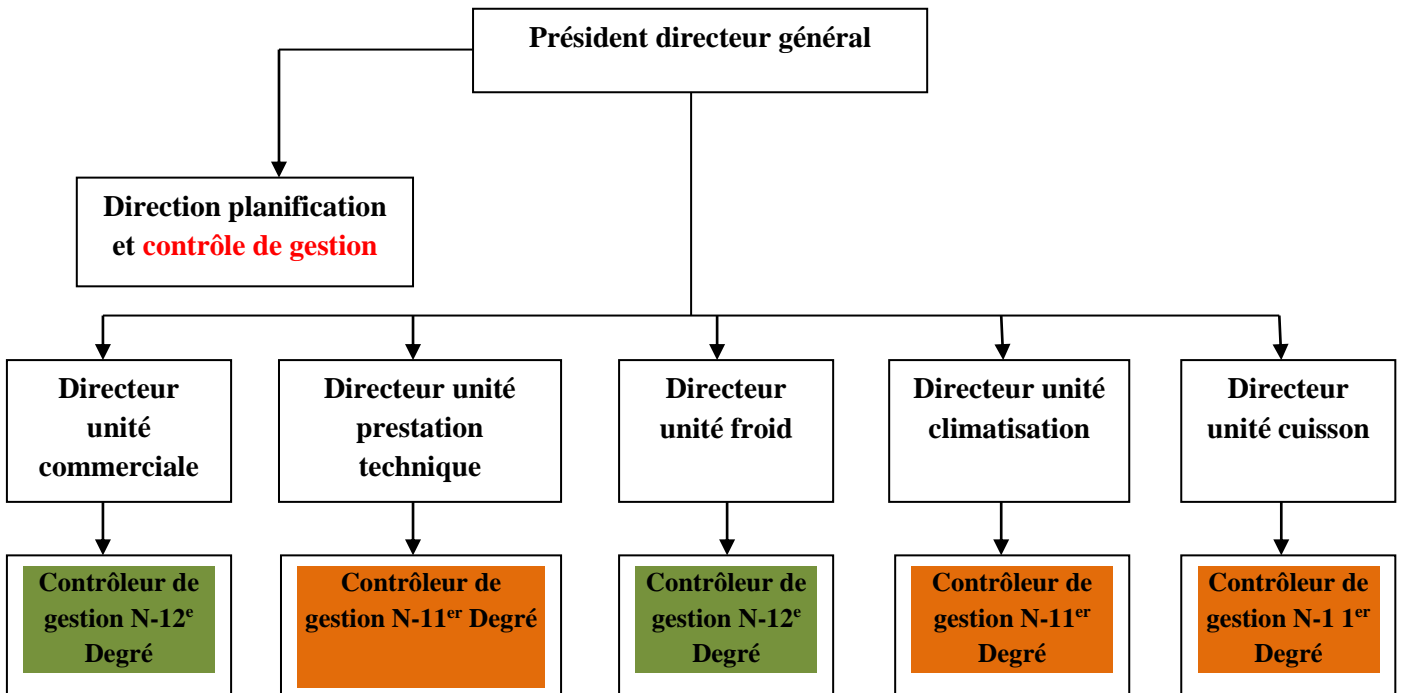 Président directeur général
Direction planification
et contrôle de gestion
Directeur
unité
commerciale
Directeur unité
prestation
technique
Directeur
unité froid
Directeur unité
climatisation
Directeur
unité cuisson
Contrôleur de
gestion N-12e
Degré
Contrôleur de
gestion N-11er Degré
Contrôleur de
gestion N-12e
Degré
Contrôleur de
gestion N-11er
Degré
Contrôleur de
gestion N-1 1er
Degré